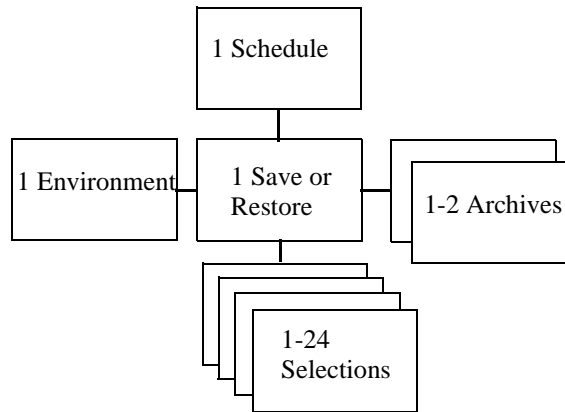 1 Schedule
1 Environment
1 Save or
Restore
1-2 Archives
1-24
Selections